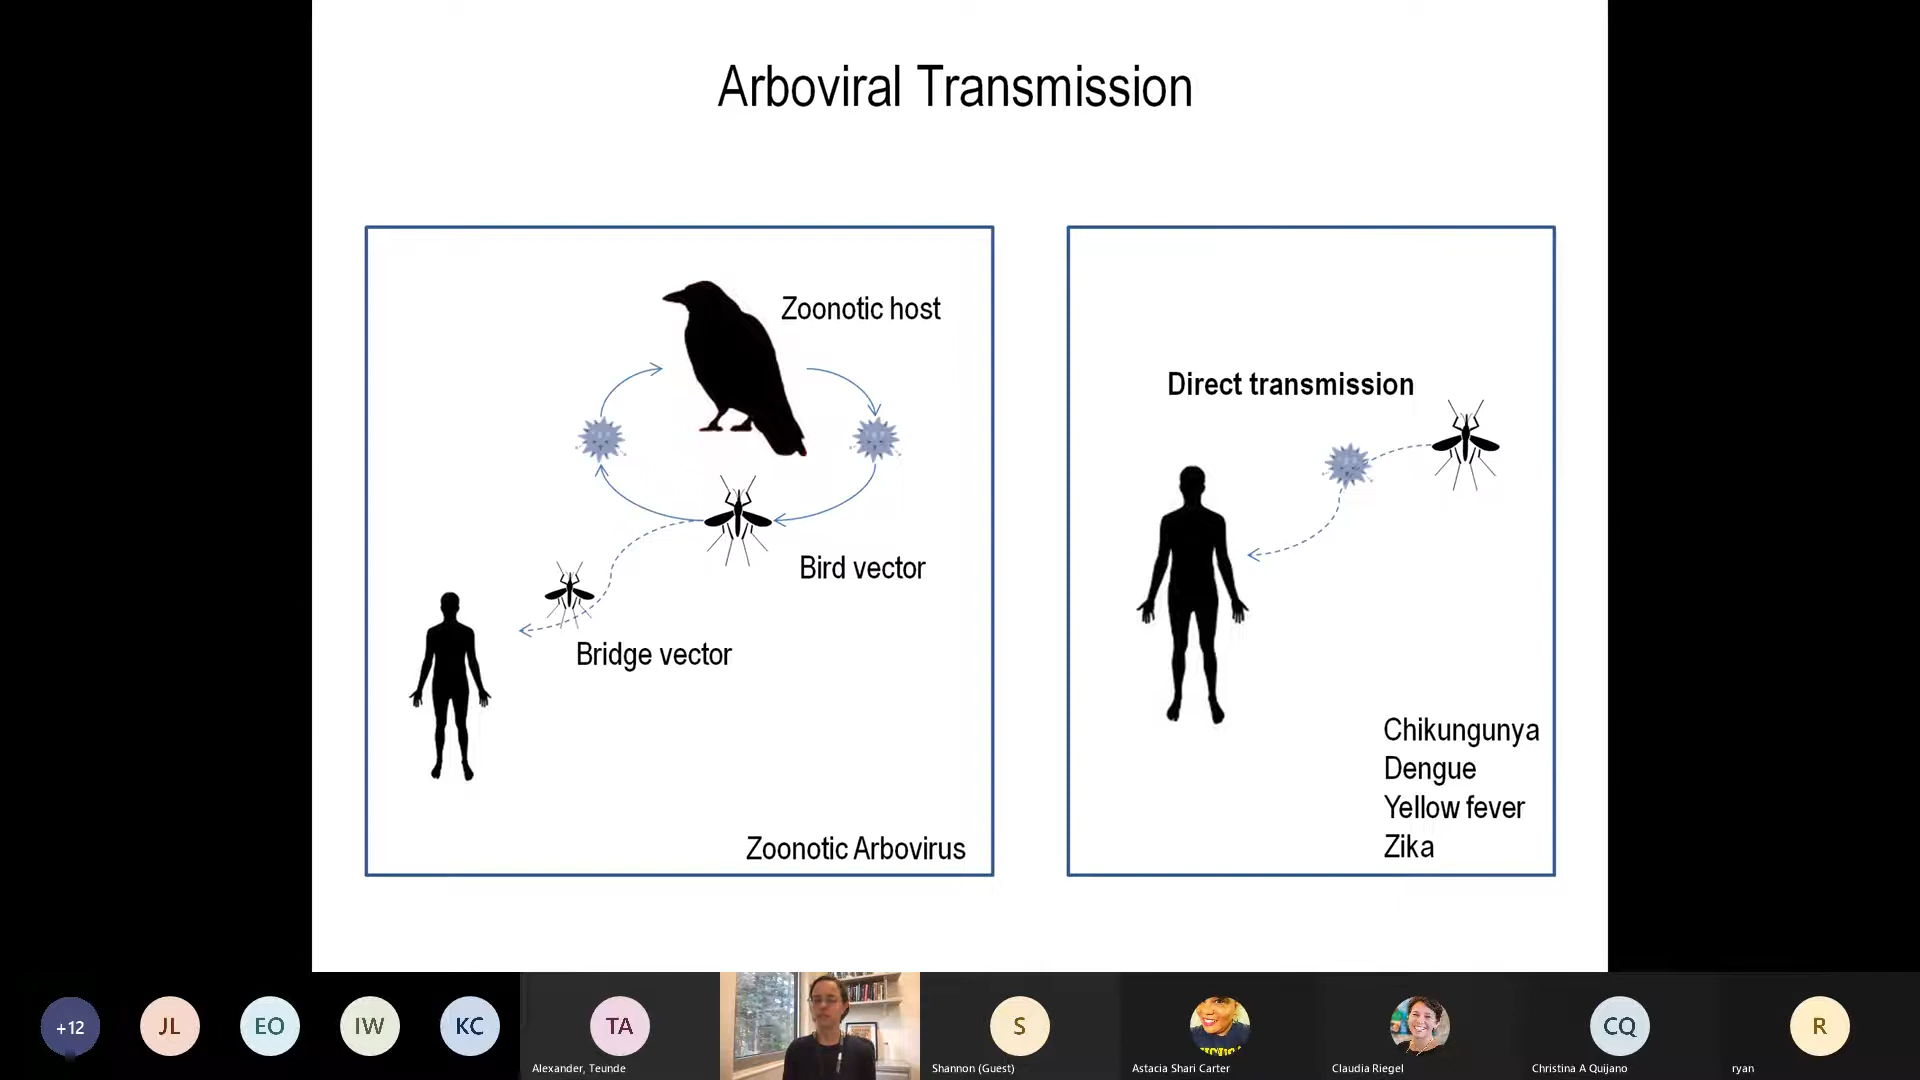 Arboviral Transmission
Zoonotic host
Bird vector
Bridge vector
Zoonotic Arbovirus
Direct transmission
Chikungunya
Dengue
Yellow fever
Zika
+12
JL
EO
IW
KC
TA
Alexander, Teunde
S
Shannon (Guest)
Astacia Shari Carter
Claudia Riegel
CQ
Christina A Quijano
R
ryan